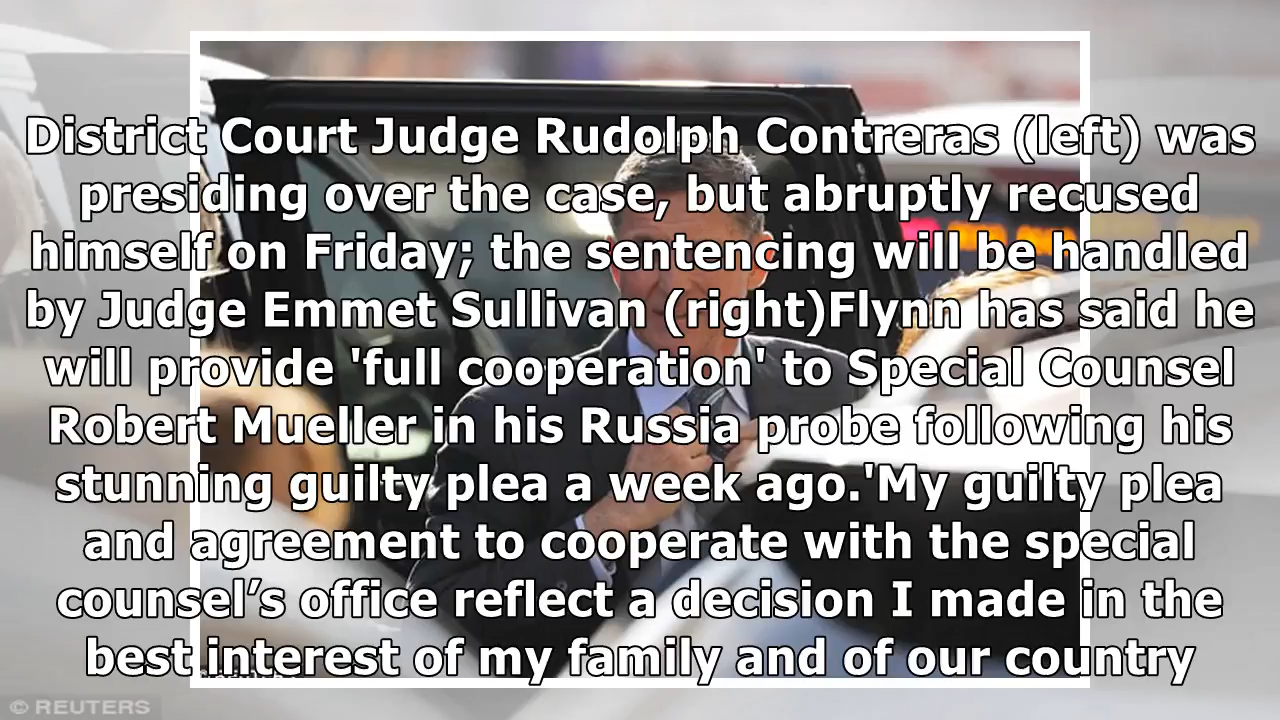 District Court Judge Rudolph Contreras (left) was
presiding over the case, but abruptly recused
himself on Friday; the sentencing will be handled
by Judge Emmet Sullivan (right)Flynn has said he
will provide 'full cooperation' to Special Counsel
Robert Mueller in his Russia probe following his
stunning guilty plea a week ago.'My guilty plea
and agreement to cooperate with the special
counsel’s office reflect a decision I made in the
best interest of my family and of our country
© REUTERS